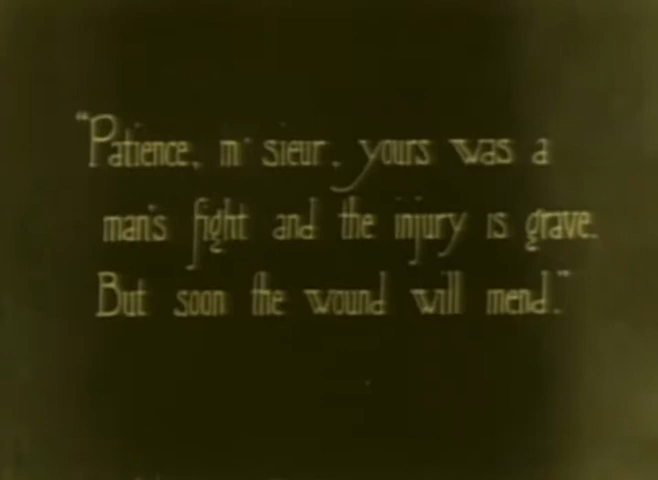 "Patience, m'sieur, yours was a
man's fight and the injury is grave.
But soon the wound will mend."